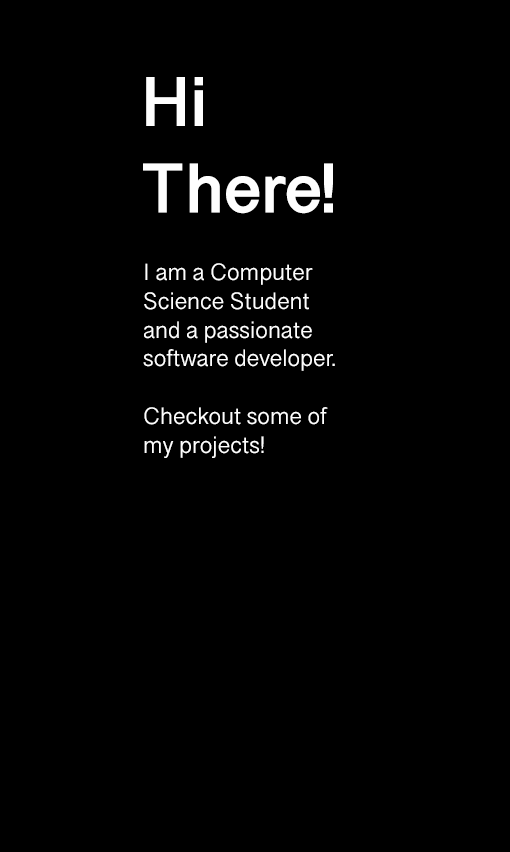 Hi
There!
I am a Computer
Science Student
and a passionate
software developer.
Checkout some of
my projects!